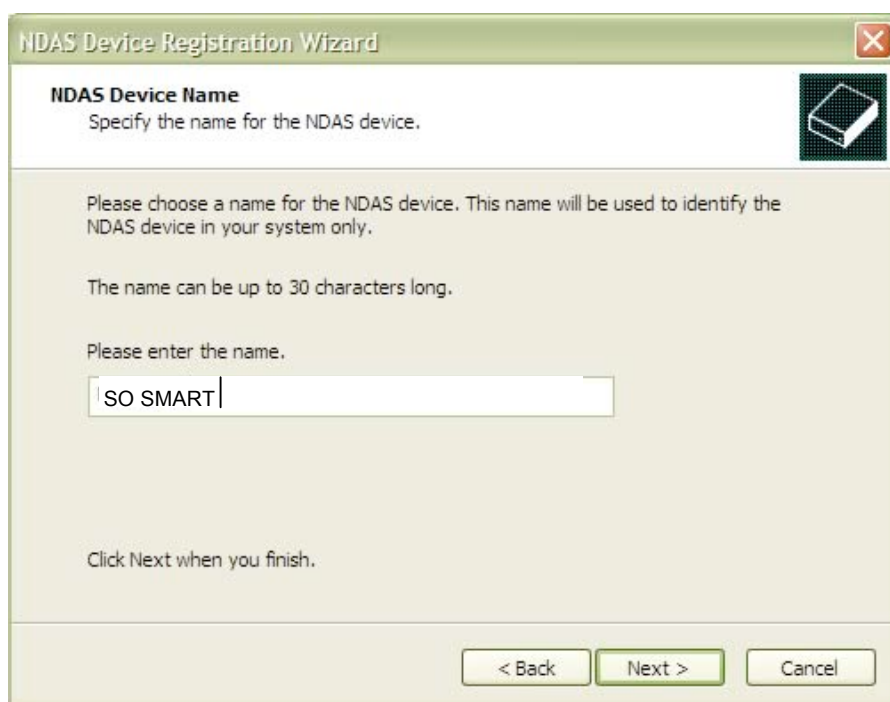 NDAS Device Registration Wizard
NDAS Device Name
Specify the name for the NDAS device.
Please choose a name for the NDAS device. This name will be used to identify the
NDAS device in your system only.
The name can be up to 30 characters long.
Please enter the name.
SO SMART
Click Next when you finish.
< Back
Next >
Cancel